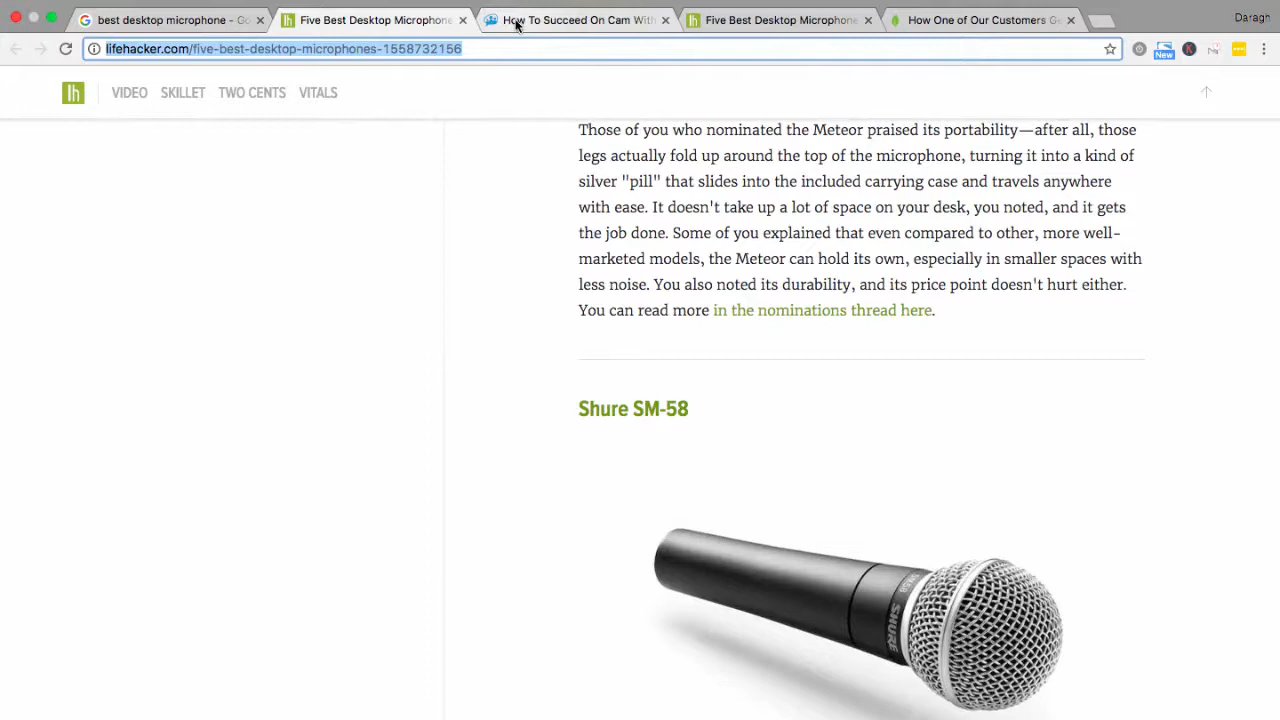 best desktop microphone - Go
Five Best Desktop Microphone
How To Succeed On Cam With
Five Best Desktop Microphone
How One of Our Customers Ge
Daragh
lifehacker.com/five-best-desktop-microphones-1558732156
New
lh
VIDEO SKILLET TWO CENTS VITALS
Those of you who nominated the Meteor praised its portability—after all, those
legs actually fold up around the top of the microphone, turning it into a kind of
silver "pill" that slides into the included carrying case and travels anywhere
with ease. It doesn't take up a lot of space on your desk, you noted, and it gets
the job done. Some of you explained that even compared to other, more well-
marketed models, the Meteor can hold its own, especially in smaller spaces with
less noise. You also noted its durability, and its price point doesn't hurt either.
You can read more in the nominations thread here.
Shure SM-58
SM58
SHURE